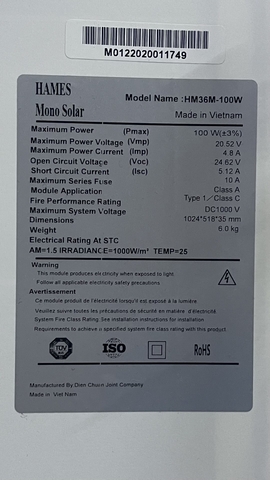 M0122020011749
HAMES
Mono Solar
Model Name :HM36M-100W
Made in Vietnam
Maximum Power (Pmax) 100 W(±3%)
Maximum Power Voltage (Vmp) 20.52 V
Maximum Power Current (Imp) 4.8 A
Open Circuit Voltage (Voc) 24.62 V
Short Circuit Current (Isc) 5.12 A
Maximum Series Fuse 10 A
Module Application Class A
Fire Performance Rating Type 1 / Class C
Maximum System Voltage DC1000 V
Dimensions 1024*518*35 mm
Weight 6.0 kg
Electrical Rating At STC
AM=1.5 IRRADIANCE=1000W/m² TEMP=25
Warning
This module produces electricity when exposed to light.
Follow all applicable electricity safety precautions.
Avertissement
Ce module produit de l'électricité lorsqu'il est exposé à la lumière.
Veuillez suivre toutes les précautions de sécurité en matière d'électricité.
System Fire Class Rating: See installation instructions for installation
Requirements to achieve a specified system fire class rating with this product.
TÜV
ISO
RoHS
Manufactured By Dien Chuan Joint Company
Made in Viet Nam